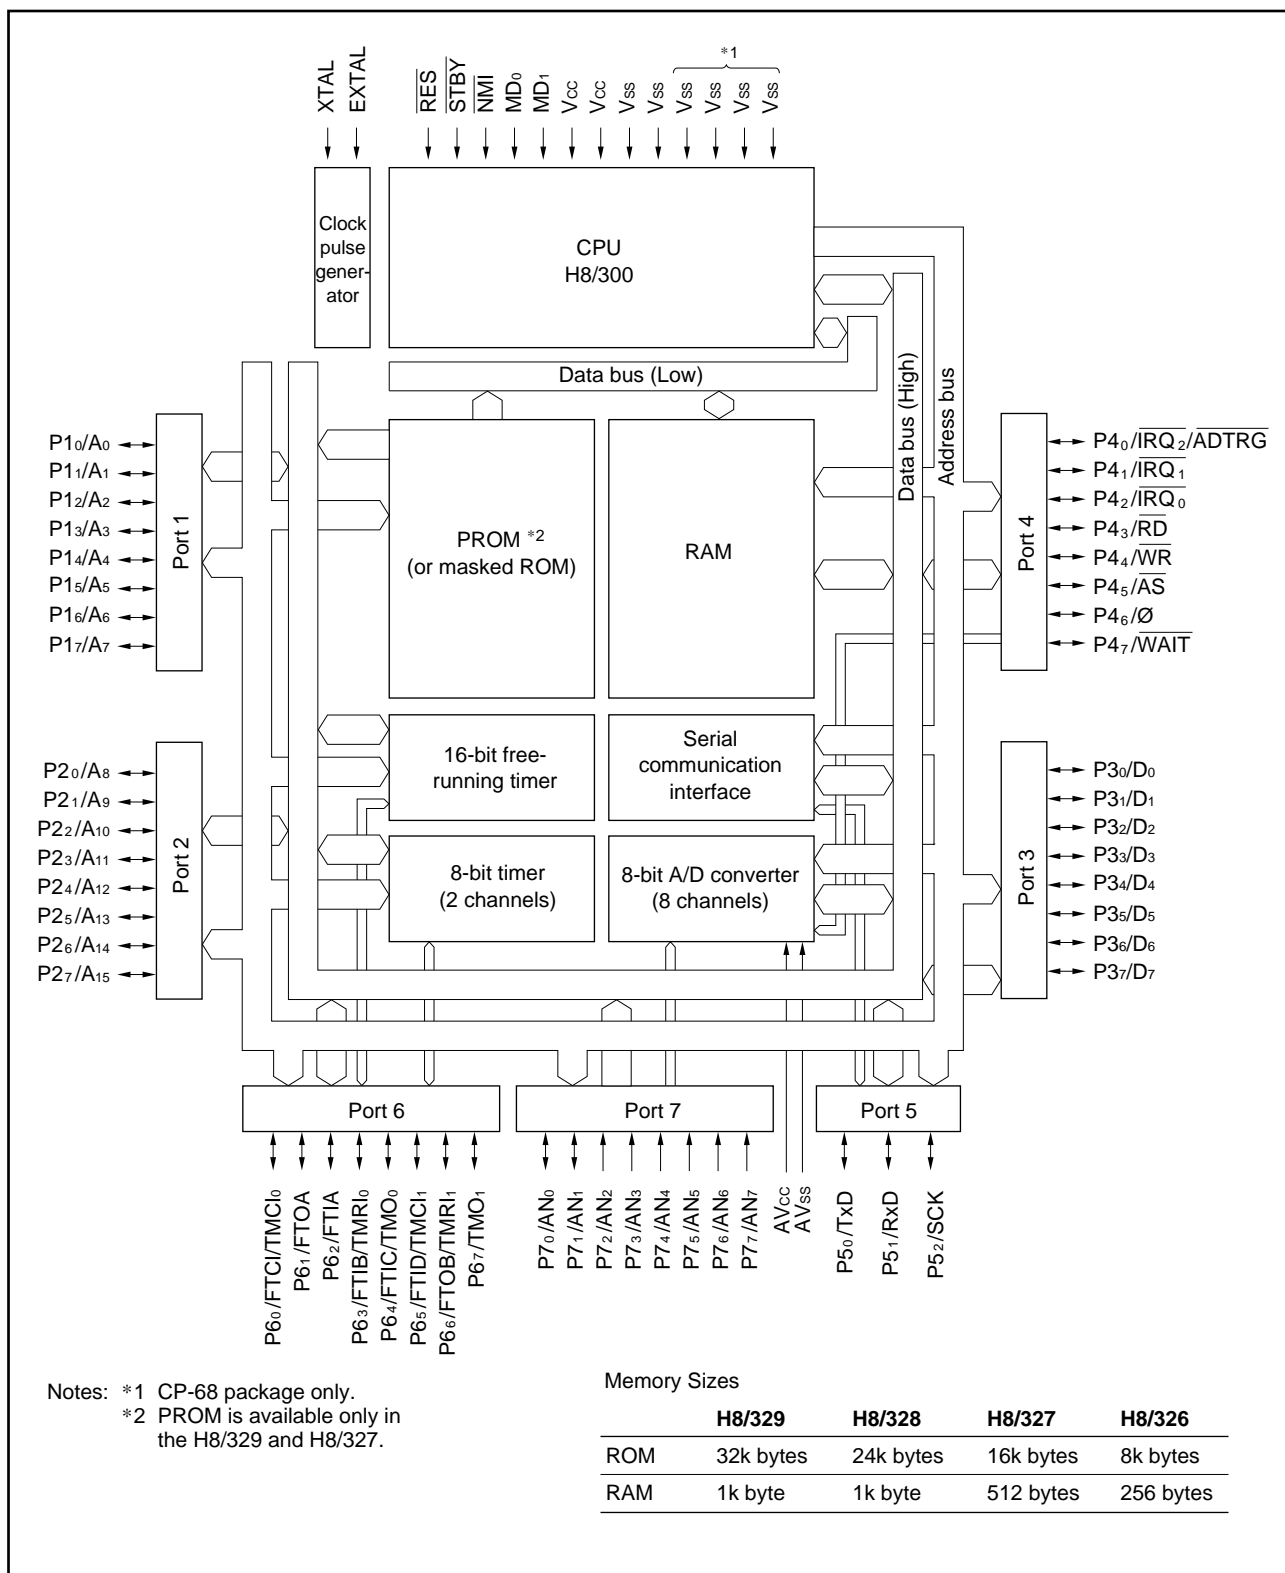 *1
XTAL
EXTAL
RES
STBY
NMI
MD0
MD1
VCC
VCC
VSS
VSS
VSS
VSS
VSS
VSS
Clock
pulse
gener-
ator
CPU
H8/300
Data bus (Low)
Data bus (High)
Address bus
Port 1
P10/A0
P11/A1
P12/A2
P13/A3
P14/A4
P15/A5
P16/A6
P17/A7
PROM *2
(or masked ROM)
RAM
Port 4
P40/IRQ2/ADTRG
P41/IRQ1
P42/IRQ0
P43/RD
P44/WR
P45/AS
P46/Ø
P47/WAIT
Port 2
P20/A8
P21/A9
P22/A10
P23/A11
P24/A12
P25/A13
P26/A14
P27/A15
16-bit free-
running timer
Serial
communication
interface
8-bit timer
(2 channels)
8-bit A/D converter
(8 channels)
Port 3
P30/D0
P31/D1
P32/D2
P33/D3
P34/D4
P35/D5
P36/D6
P37/D7
Port 6
Port 7
Port 5
P60/FTCI/TMCI0
P61/FTOA
P62/FTIA
P63/FTIB/TMRI0
P64/FTIC/TMO0
P65/FTID/TMCI1
P66/FTOB/TMRI1
P67/TMO1
P70/AN0
P71/AN1
P72/AN2
P73/AN3
P74/AN4
P75/AN5
P76/AN6
P77/AN7
AVCC
AVSS
P50/TxD
P51/RxD
P52/SCK
Notes: *1 CP-68 package only.
*2 PROM is available only in
the H8/329 and H8/327.
Memory Sizes
H8/329 H8/328 H8/327 H8/326
ROM 32k bytes 24k bytes 16k bytes 8k bytes
RAM 1k byte 1k byte 512 bytes 256 bytes